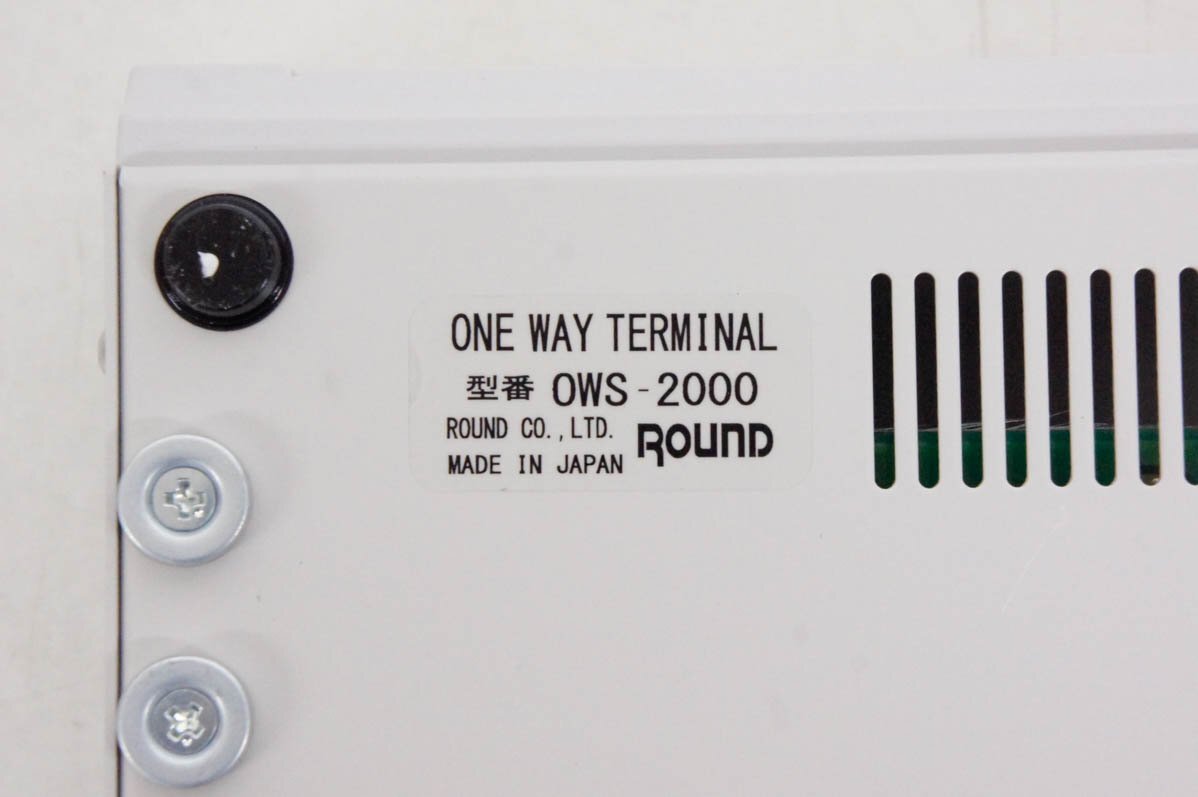 ONE WAY TERMINAL
型番 OWS-2000
ROUND CO.,LTD.
MADE IN JAPAN
ROUND